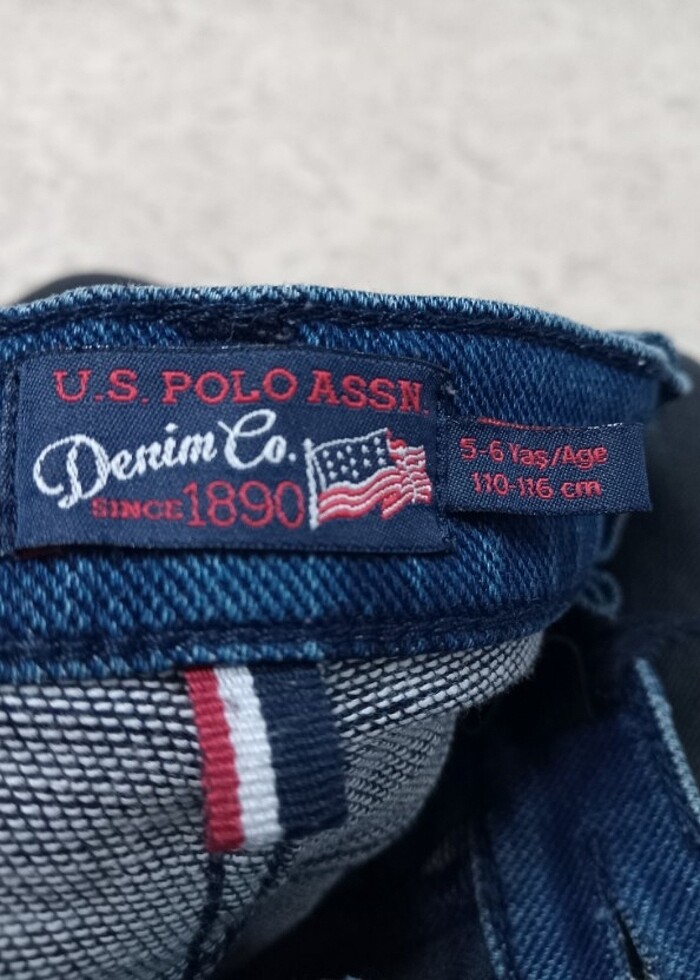 U.S. POLO ASSN.
Denim Co.
SINCE 1890
5-6 Yaş/Age
110-116 cm